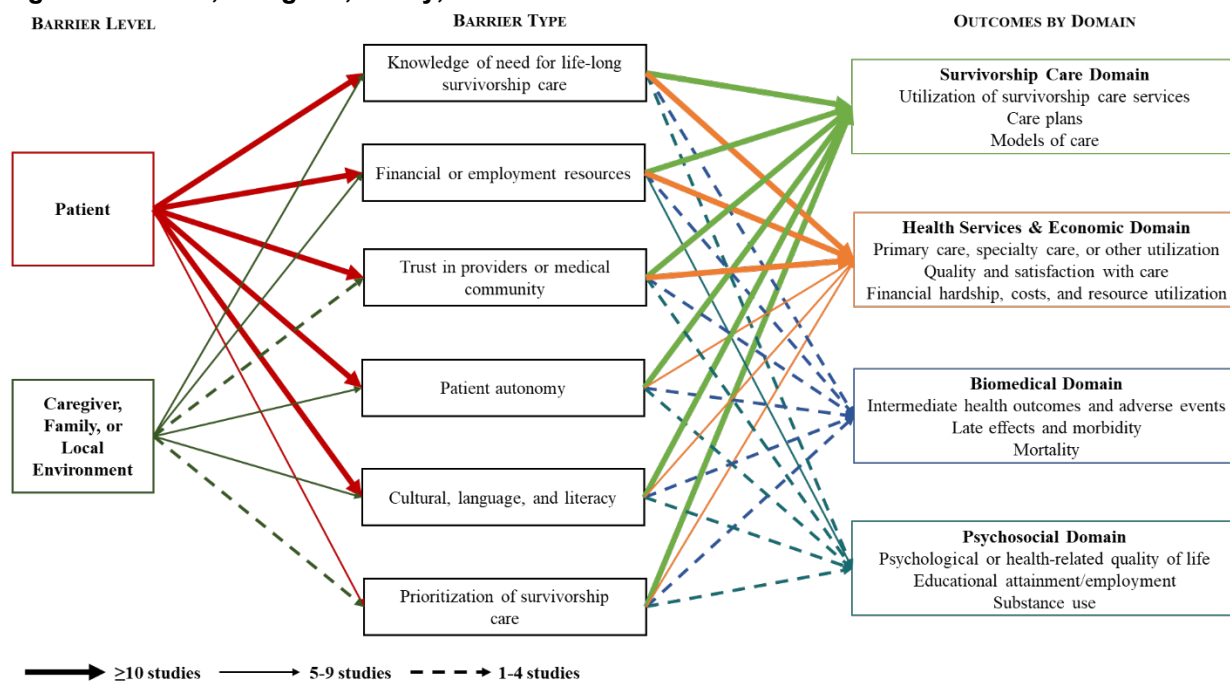 BARRIER LEVEL
BARRIER TYPE
OUTCOMES BY DOMAIN
Patient
Caregiver,
Family, or
Local
Environment
Knowledge of need for life-long
survivorship care
Financial or employment resources
Trust in providers or medical
community
Patient autonomy
Cultural, language, and literacy
Prioritization of survivorship
care
Survivorship Care Domain
Utilization of survivorship care services
Care plans
Models of care
Health Services & Economic Domain
Primary care, specialty care, or other utilization
Quality and satisfaction with care
Financial hardship, costs, and resource utilization
Biomedical Domain
Intermediate health outcomes and adverse events
Late effects and morbidity
Mortality
Psychosocial Domain
Psychological or health-related quality of life
Educational attainment/employment
Substance use
≥10 studies
5-9 studies
1-4 studies